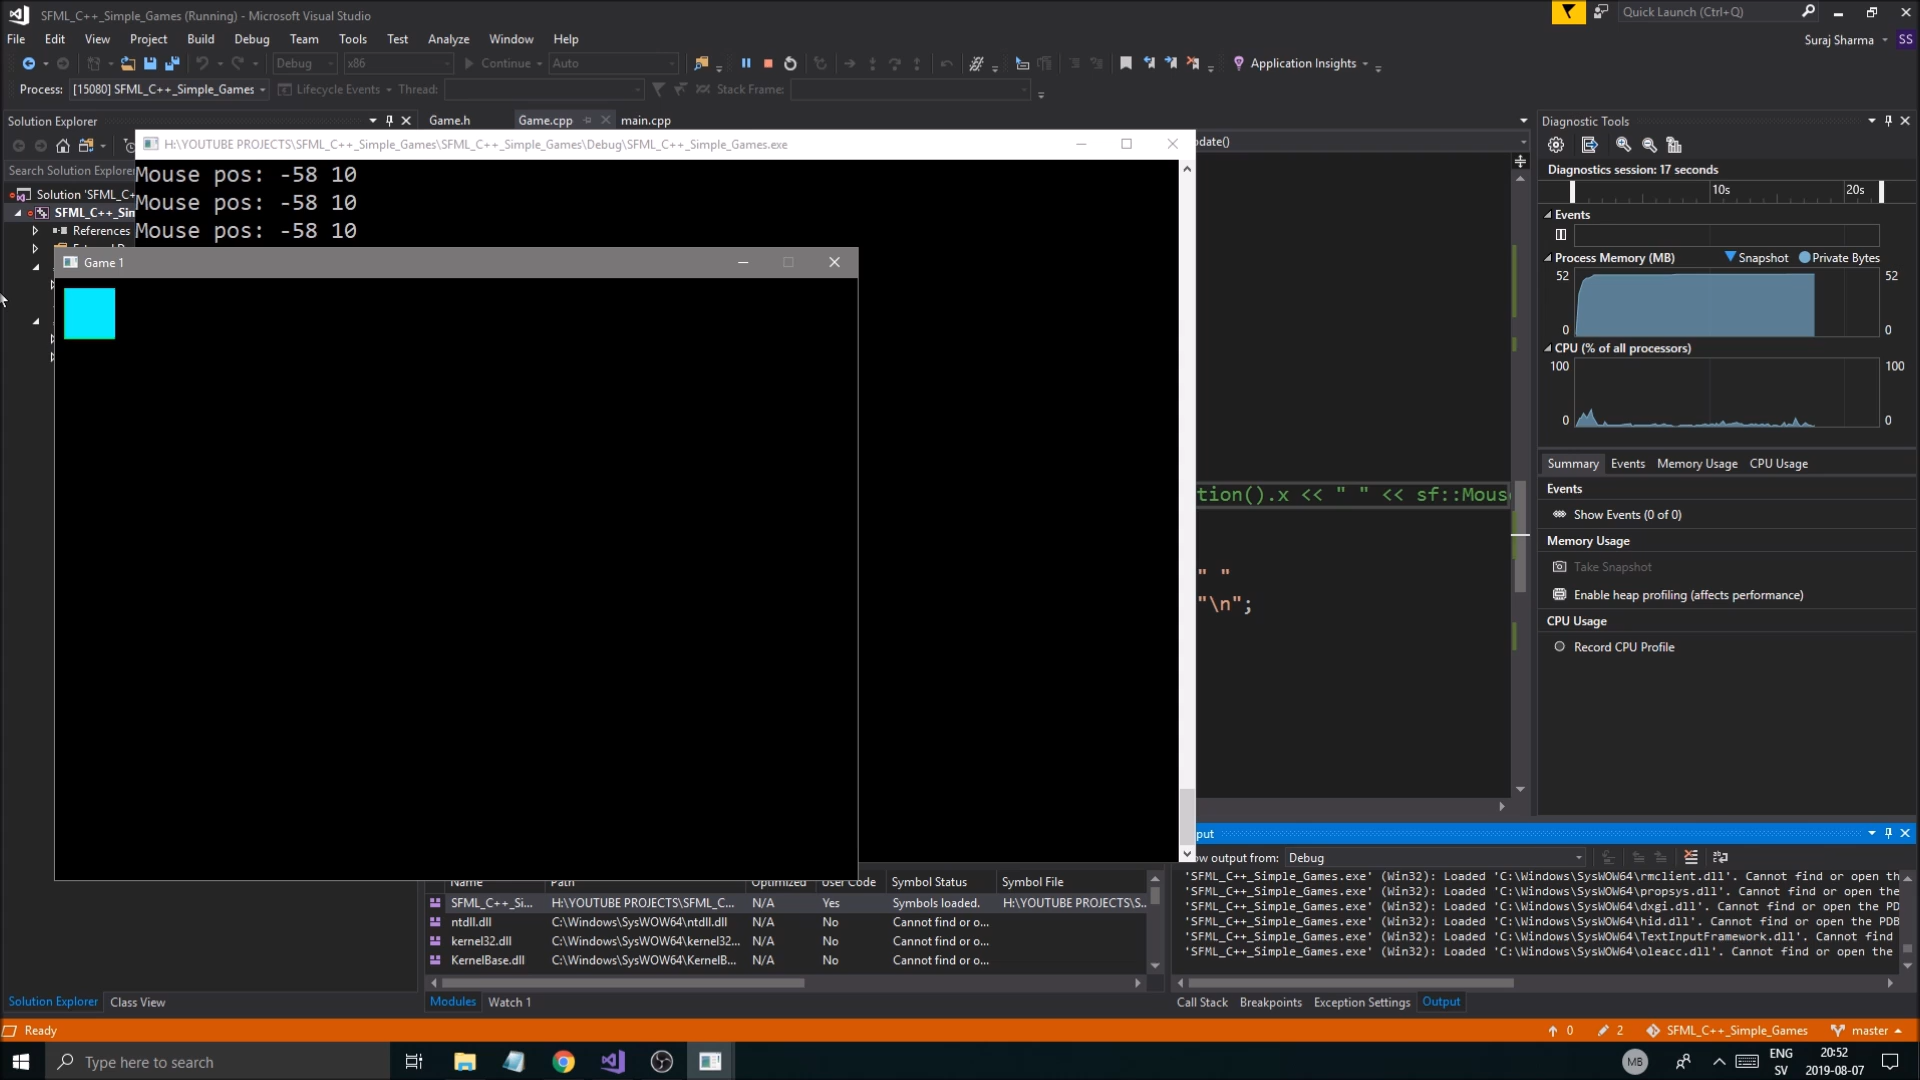 SFML_C++_Simple_Games (Running) - Microsoft Visual Studio
Quick Launch (Ctrl+Q)
File Edit View Project Build Debug Team Tools Test Analyze Window Help
Suraj Sharma SS
Debug x86 Continue Auto Application Insights
Process: [15080] SFML_C++_Simple_Games Lifecycle Events Thread: Stack Frame:
Solution Explorer
Game.h Game.cpp main.cpp
Diagnostic Tools
H:\YOUTUBE PROJECTS\SFML_C++_Simple_Games\SFML_C++_Simple_Games\Debug\SFML_C++_Simple_Games.exe
date()
Search Solution Explorer
Diagnostics session: 17 seconds
10s 20s
Solution 'SFML_C+
SFML_C++_Sin
References
Mouse pos: -58 10
Mouse pos: -58 10
Mouse pos: -58 10
Game 1
Events
Process Memory (MB) Snapshot Private Bytes
52 52
0 0
CPU (% of all processors)
100 100
0 0
Summary Events Memory Usage CPU Usage
Events
Show Events (0 of 0)
Memory Usage
Take Snapshot
Enable heap profiling (affects performance)
CPU Usage
Record CPU Profile
tion().x << " " << sf::Mous
" "
"\n";
put
ow output from: Debug
'SFML_C++_Simple_Games.exe' (Win32): Loaded 'C:\Windows\SysWOW64\rmclient.dll'. Cannot find or open th
'SFML_C++_Simple_Games.exe' (Win32): Loaded 'C:\Windows\SysWOW64\propsys.dll'. Cannot find or open the
'SFML_C++_Simple_Games.exe' (Win32): Loaded 'C:\Windows\SysWOW64\dxgi.dll'. Cannot find or open the PD
'SFML_C++_Simple_Games.exe' (Win32): Loaded 'C:\Windows\SysWOW64\hid.dll'. Cannot find or open the PDB
'SFML_C++_Simple_Games.exe' (Win32): Loaded 'C:\Windows\SysWOW64\TextInputFramework.dll'. Cannot find
'SFML_C++_Simple_Games.exe' (Win32): Loaded 'C:\Windows\SysWOW64\oleacc.dll'. Cannot find or open the
Name Path Optimized User Code Symbol Status Symbol File
SFML_C++_Si... H:\YOUTUBE PROJECTS\SFML_C... N/A Yes Symbols loaded. H:\YOUTUBE PROJECTS\S...
ntdll.dll C:\Windows\SysWOW64\ntdll.dll N/A No Cannot find or o...
kernel32.dll C:\Windows\SysWOW64\kernel32... N/A No Cannot find or o...
KernelBase.dll C:\Windows\SysWOW64\KernelB... N/A No Cannot find or o...
Solution Explorer Class View
Modules Watch 1
Call Stack Breakpoints Exception Settings Output
Ready
0 2 SFML_C++_Simple_Games master
Type here to search
MB
ENG
SV
20:52
2019-08-07